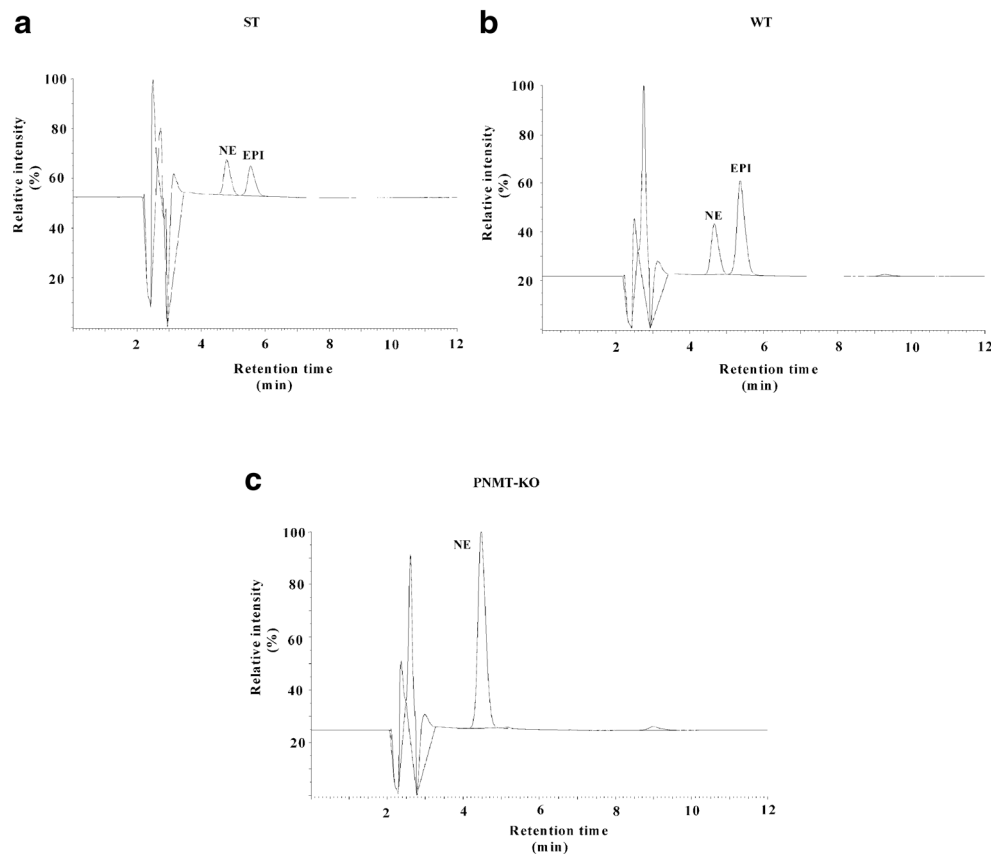 a
ST
Relative intensity
(%)
100
80
60
40
20
NE
EPI
2
4
6
8
10
12
Retention time
(min)
b
WT
Relative intensity
(%)
100
80
60
40
20
NE
EPI
2
4
6
8
10
12
Retention time
(min)
c
PNMT-KO
Relative intensity
(%)
100
80
60
40
20
NE
2
4
6
8
10
12
Retention time
(min)